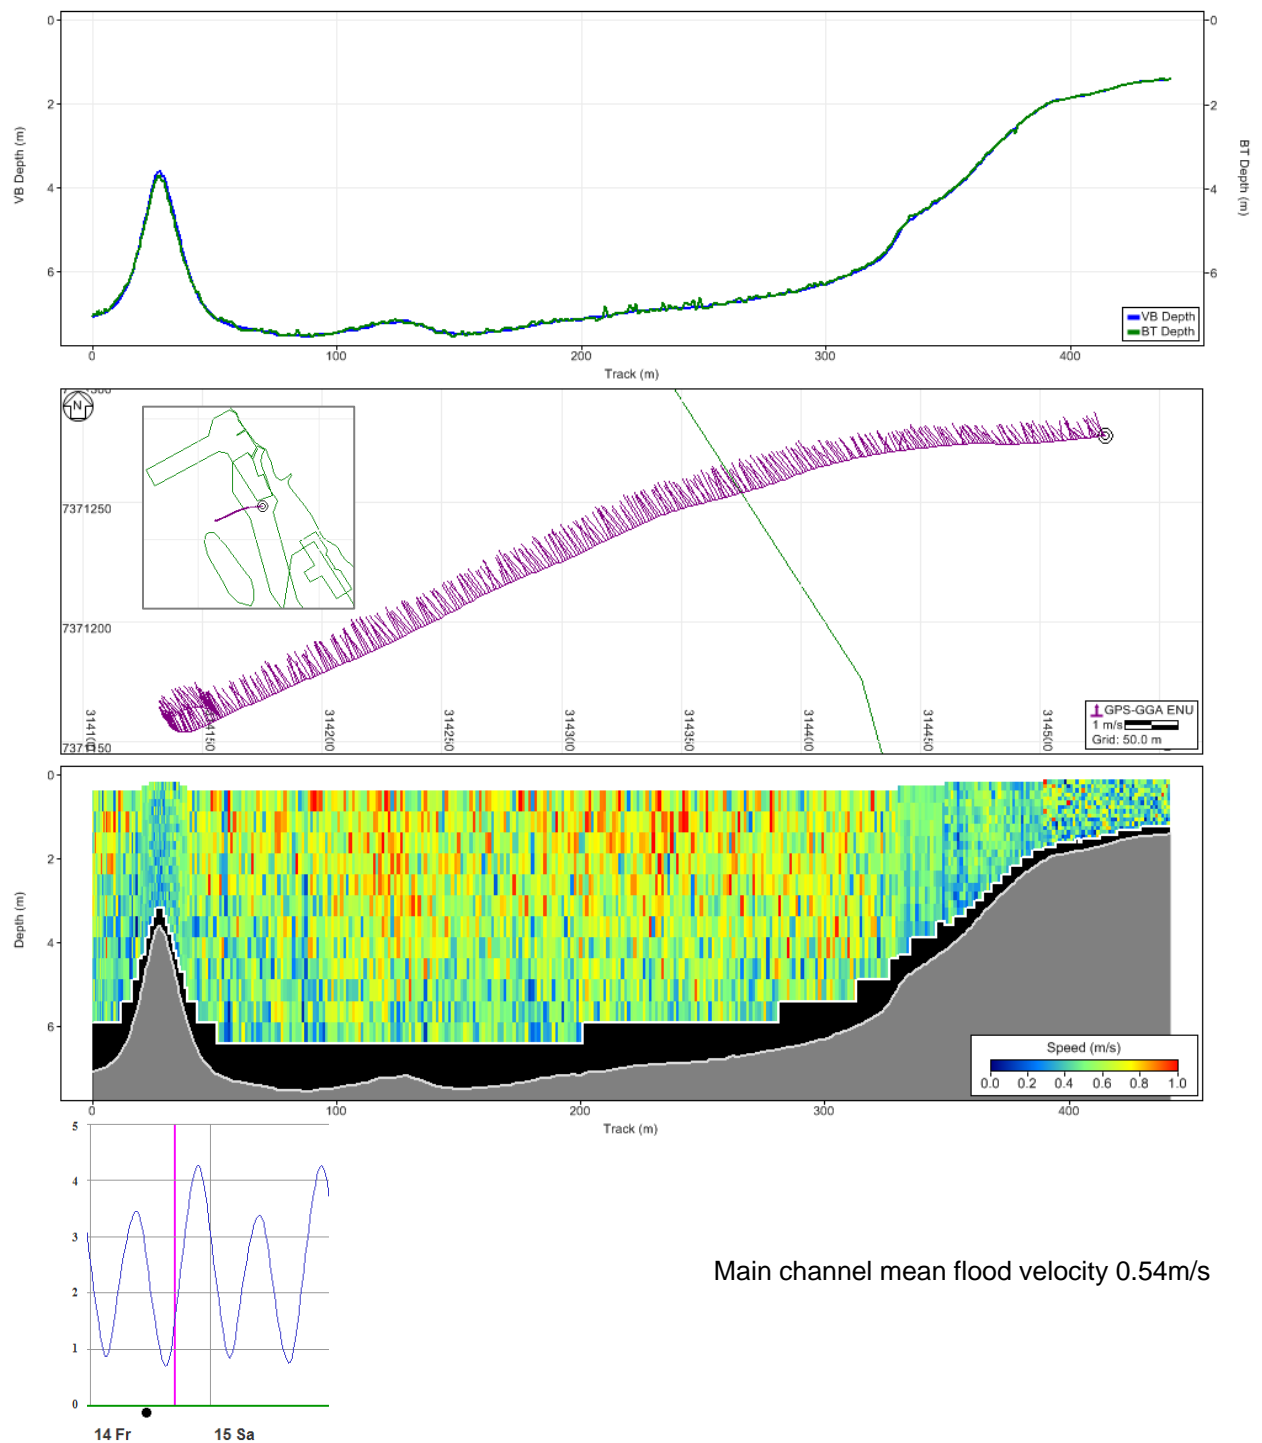 0
2
4
6
VB Depth (m)
0
2
4
6
BT Depth (m)
VB Depth
BT Depth
0 100 200 300 400
Track (m)
N
7371250
7371200
7371150
314150
314200
314250
314300
314350
314400
314450
314500
GPS-GGA ENU
1 m/s
Grid: 50.0 m
0
2
4
6
Depth (m)
Speed (m/s)
0.0 0.2 0.4 0.6 0.8 1.0
0 100 200 300 400
Track (m)
5
4
3
2
1
0
14 Fr 15 Sa
Main channel mean flood velocity 0.54m/s